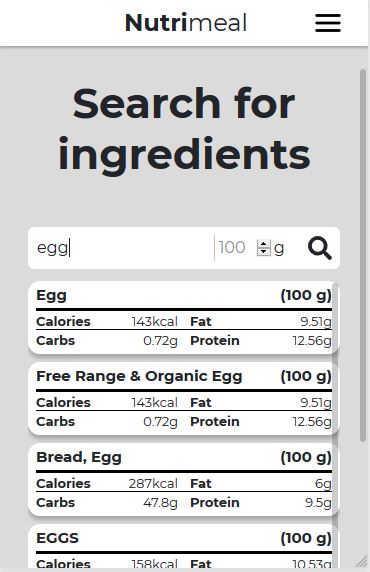 Nutrimeal
Search for
ingredients
egg 100 g
Egg (100 g)
Calories 143kcal Fat 9.51g
Carbs 0.72g Protein 12.56g
Free Range & Organic Egg (100 g)
Calories 143kcal Fat 9.51g
Carbs 0.72g Protein 12.56g
Bread, Egg (100 g)
Calories 287kcal Fat 6g
Carbs 47.8g Protein 9.5g
EGGS (100 g)
Calories 158kcal Fat 10.53g